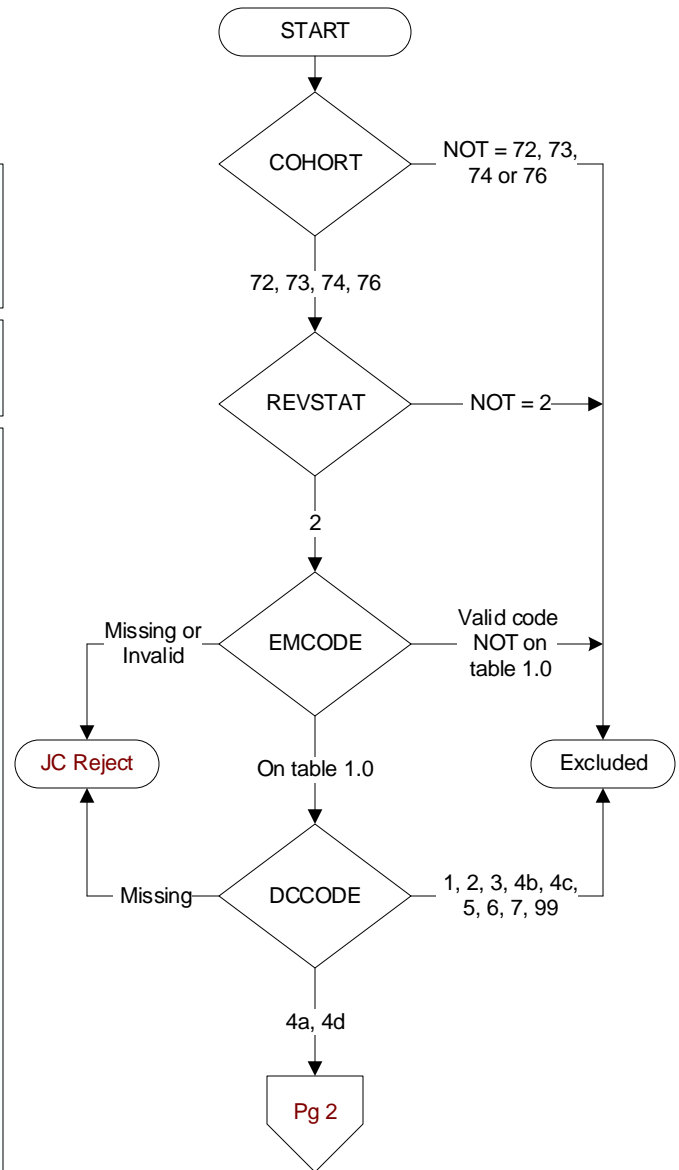 START
COHORT
NOT = 72, 73,
74 or 76
72, 73, 74, 76
REVSTAT
NOT = 2
2
Missing or
Invalid
EMCODE
Valid code
NOT on
table 1.0
JC Reject
On table 1.0
Excluded
Missing
DCCODE
1, 2, 3, 4b, 4c,
5, 6, 7, 99
4a, 4d
Pg 2